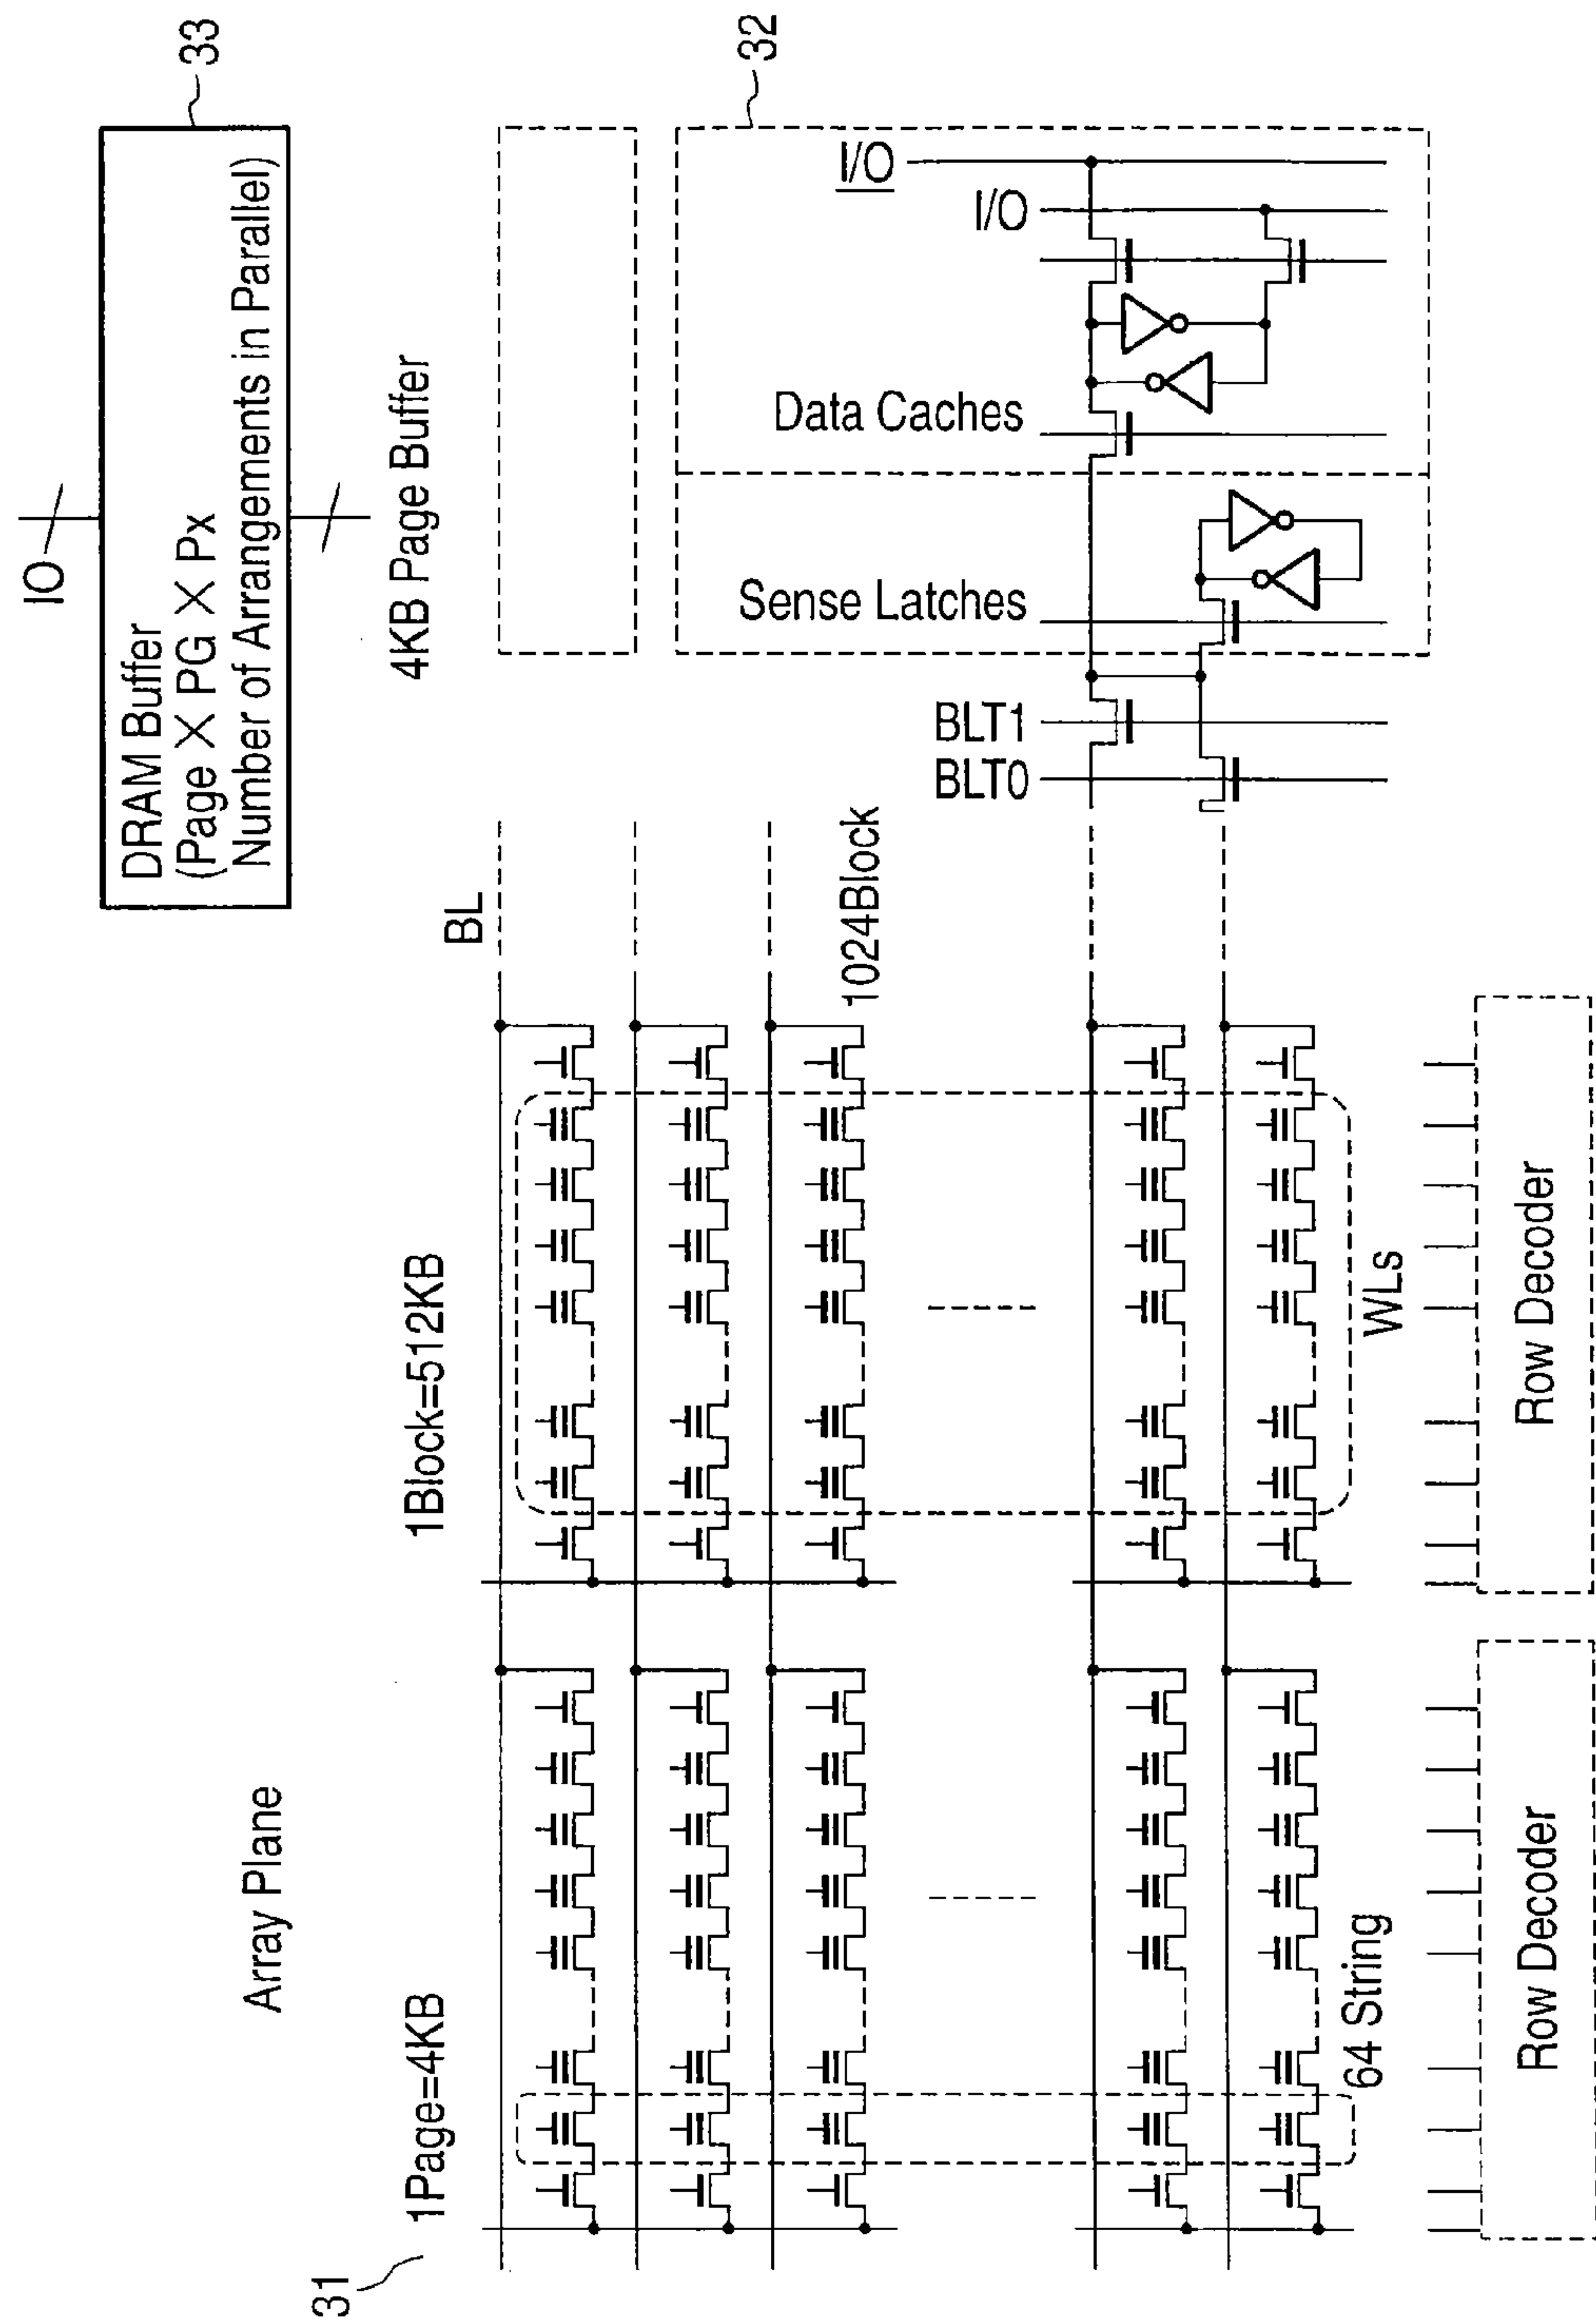 IO
33
DRAM Buffer
(Page X PG X Px
Number of Arrangements in Parallel)
4KB Page Buffer
32
I/O
I/O
Data Caches
Sense Latches
BLT1
BLT0
Array Plane
31
1Page=4KB
1Block=512KB
BL
1024Block
64 String
WLs
Row Decoder
Row Decoder